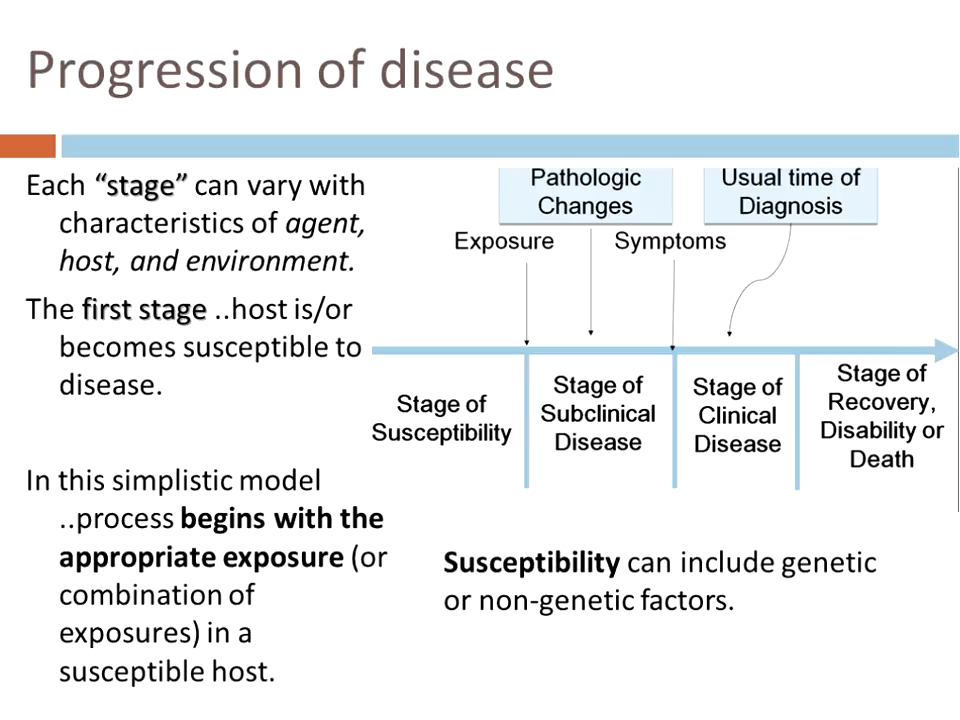 Progression of disease
Each “stage” can vary with
characteristics of agent,
host, and environment.
The first stage ..host is/or
becomes susceptible to
disease.
In this simplistic model
..process begins with the
appropriate exposure (or
combination of
exposures) in a
susceptible host.
Pathologic
Changes
Usual time of
Diagnosis
Exposure
Symptoms
Stage of
Susceptibility
Stage of
Subclinical
Disease
Stage of
Clinical
Disease
Stage of
Recovery,
Disability or
Death
Susceptibility can include genetic
or non-genetic factors.